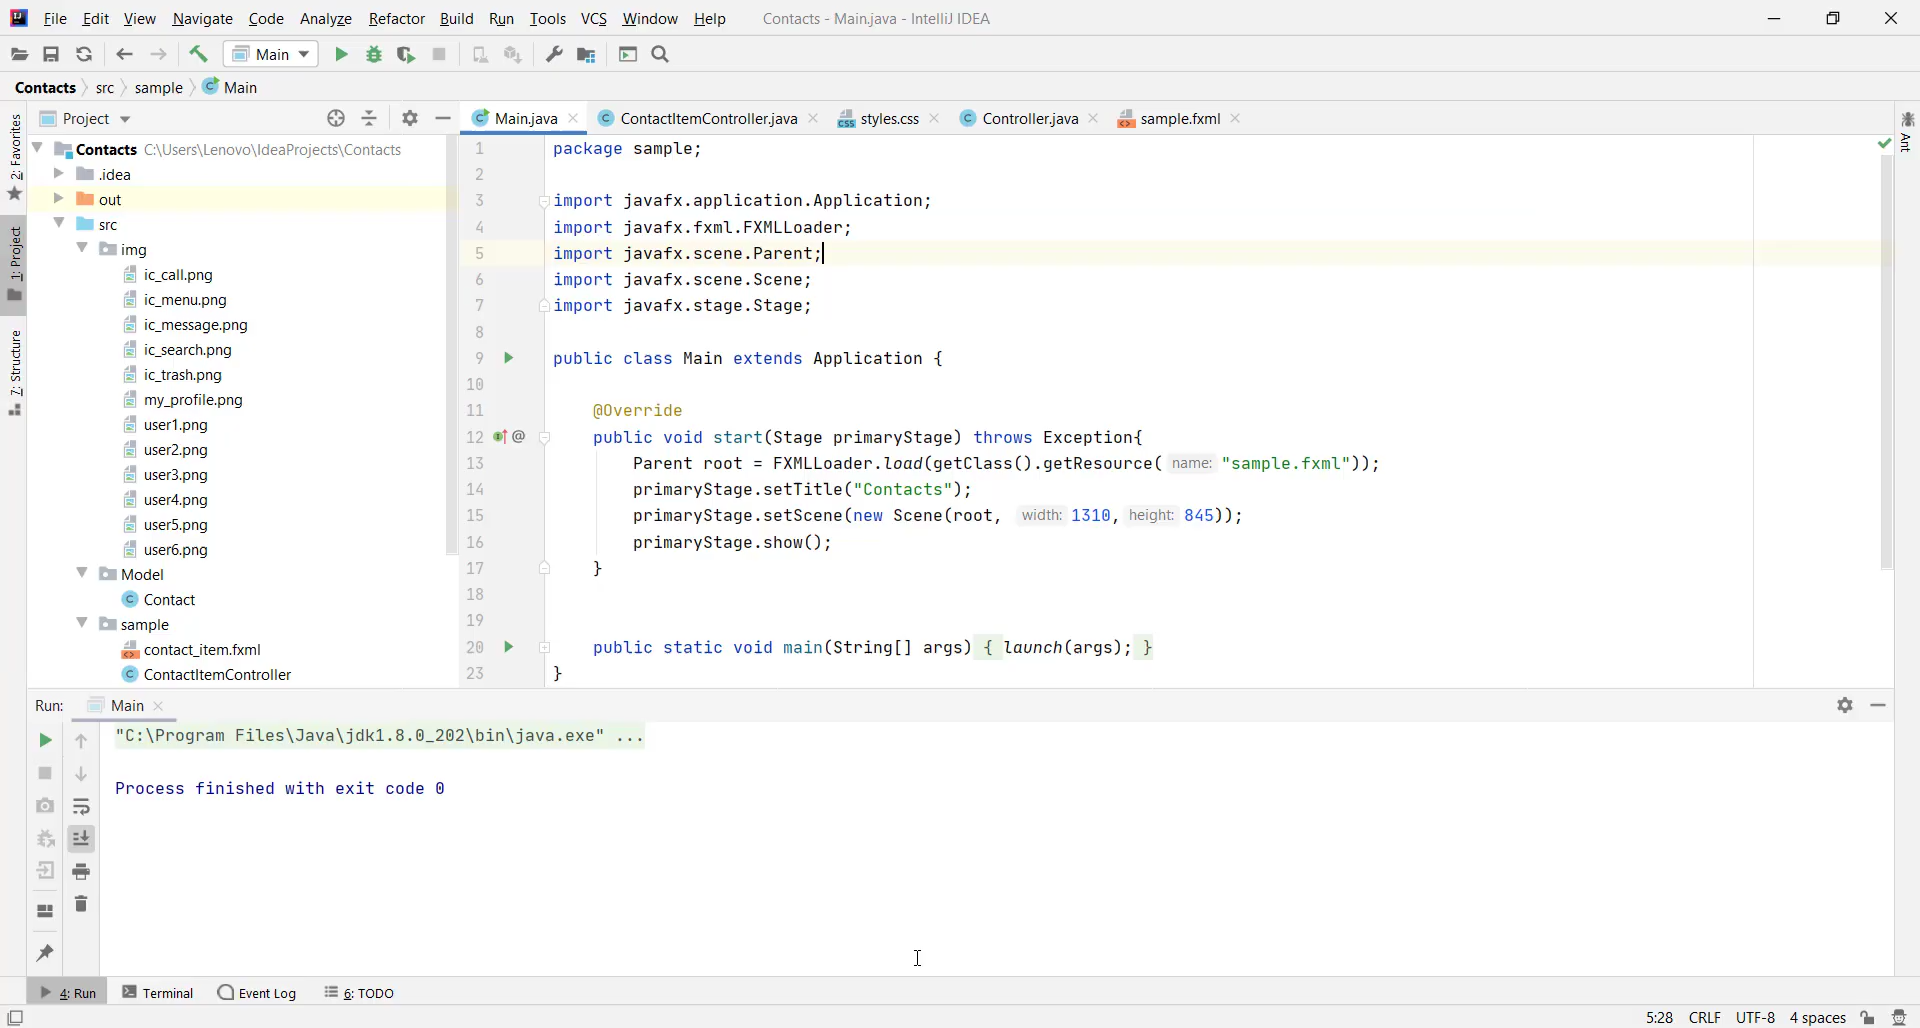 File Edit View Navigate Code Analyze Refactor Build Run Tools VCS Window Help Contacts - Main.java - IntelliJ IDEA
Main
Contacts src sample Main
Project
Main.java ContactItemController.java styles.css Controller.java sample.fxml
2: Favorites
1: Project
7: Structure
Ant
Contacts C:\Users\Lenovo\IdeaProjects\Contacts
.idea
out
src
img
ic_call.png
ic_menu.png
ic_message.png
ic_search.png
ic_trash.png
my_profile.png
user1.png
user2.png
user3.png
user4.png
user5.png
user6.png
Model
Contact
sample
contact_item.fxml
ContactItemController
1 package sample;
2
3 import javafx.application.Application;
4 import javafx.fxml.FXMLLoader;
5 import javafx.scene.Parent;
6 import javafx.scene.Scene;
7 import javafx.stage.Stage;
8
9 public class Main extends Application {
10
11 @Override
12 @ public void start(Stage primaryStage) throws Exception{
13 Parent root = FXMLLoader.load(getClass().getResource( name: "sample.fxml"));
14 primaryStage.setTitle("Contacts");
15 primaryStage.setScene(new Scene(root, width: 1310, height: 845));
16 primaryStage.show();
17 }
18
19
20 public static void main(String[] args) { launch(args); }
23 }
Run: Main
"C:\Program Files\Java\jdk1.8.0_202\bin\java.exe" ...
Process finished with exit code 0
4: Run Terminal Event Log 6: TODO
5:28 CRLF UTF-8 4 spaces